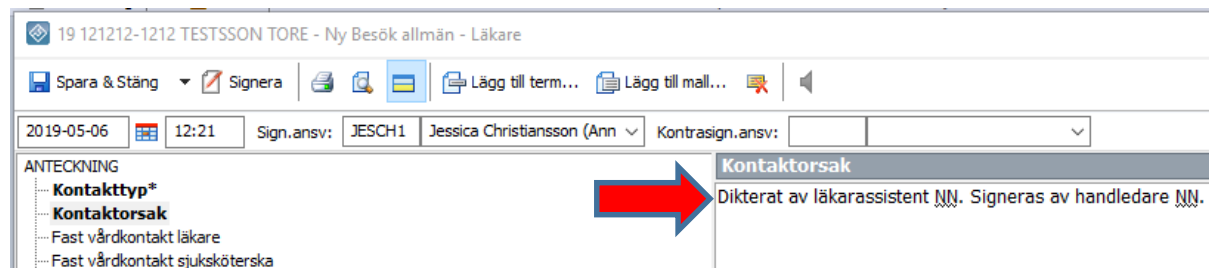 19 121212-1212 TESTSSON TORE - Ny Besök allmän - Läkare
Spara & Stäng Signera Lägg till term... Lägg till mall...
2019-05-06 12:21 Sign.ansv: JESCH1 Jessica Christiansson (Ann Kontrasign.ansv:
ANTECKNING
Kontakttyp*
Kontaktorsak
Fast vårdkontakt läkare
Fast vårdkontakt sjuksköterska
Kontaktorsak
Dikterat av läkarassistent NN. Signeras av handledare NN.